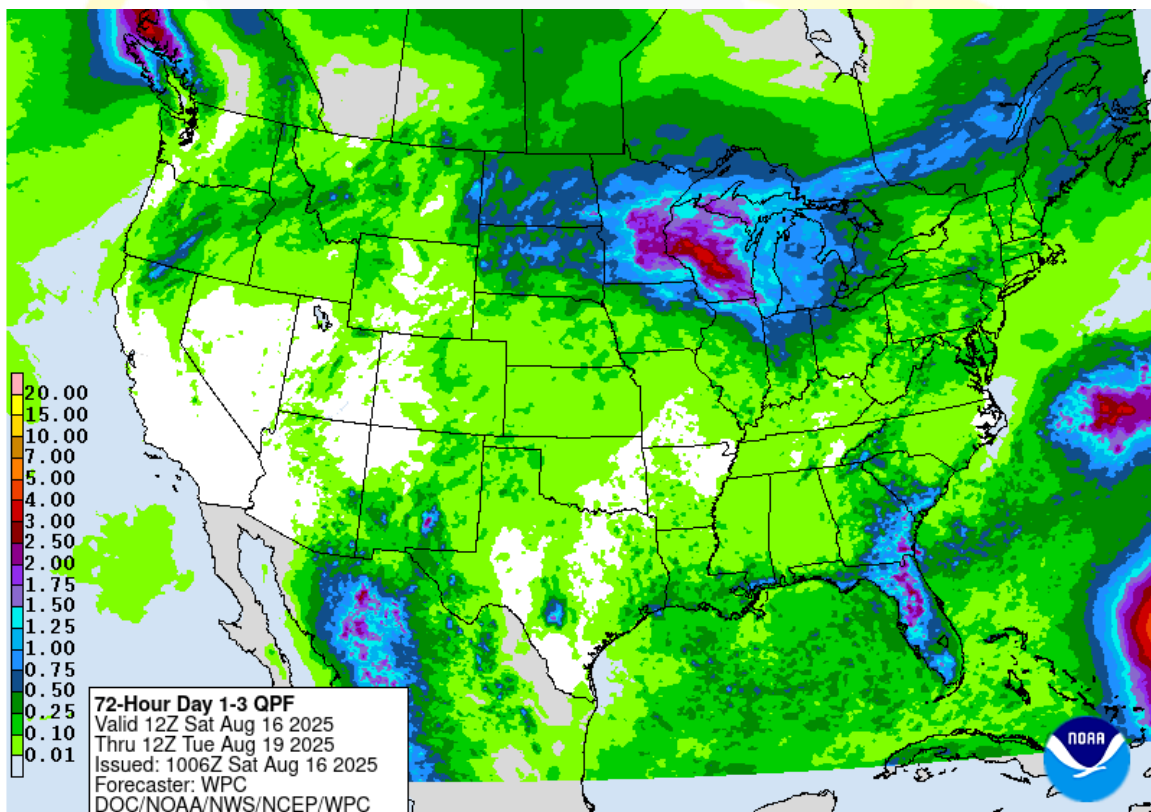 20.00
15.00
10.00
7.00
5.00
4.00
3.00
2.50
2.00
1.75
1.50
1.25
1.00
0.75
0.50
0.25
0.10
0.01
2
72-Hour Day 1-3 QPF
Valid 12Z Sat Aug 16 2025
Thru 12Z Tue Aug 19 2025
Issued: 1006Z Sat Aug 16 2025
Forecaster: WPC
DOC/NOAA/NWS/NCEP/WPC
NOAA